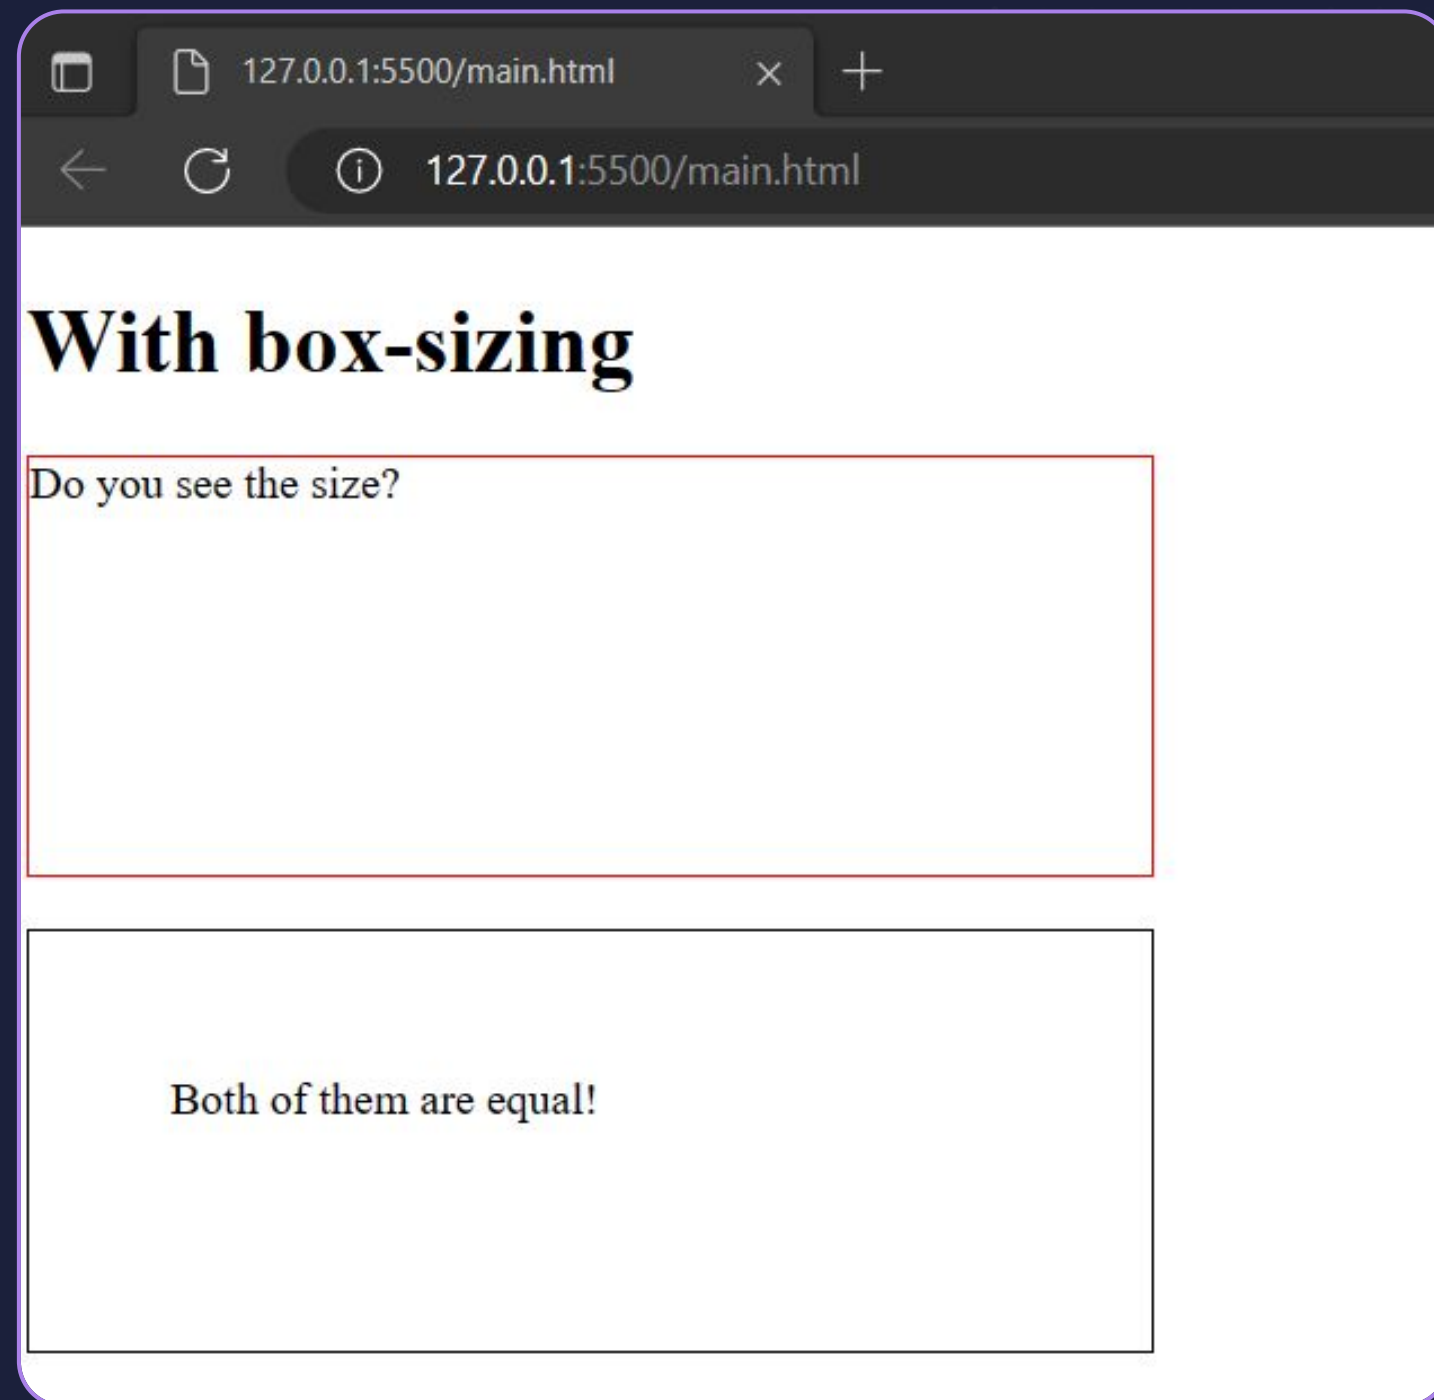 127.0.0.1:5500/main.html
127.0.0.1:5500/main.html
With box-sizing
Do you see the size?
Both of them are equal!